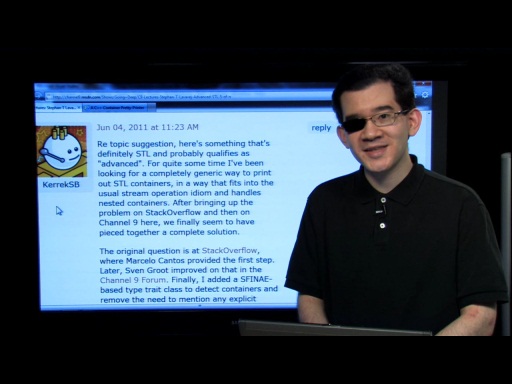 Jun 04, 2011 at 11:23 AM
reply
KerrekSB
Re topic suggestion, here's something that's
definitely STL and probably qualifies as
"advanced". For quite some time I've been
looking for a completely generic way to print
out STL containers, in a way that fits into the
usual stream operation idiom and handles
nested containers. After bringing up the
problem on StackOverflow and then on
Channel 9 here, we finally seem to have
pieced together a complete solution.
The original question is at StackOverflow,
where Marcelo Cantos provided the first step.
Later, Sven Groot improved on that in the
Channel 9 Forum. Finally, I added a SFINAE-
based type trait class to detect containers and
remove the need to mention any explicit